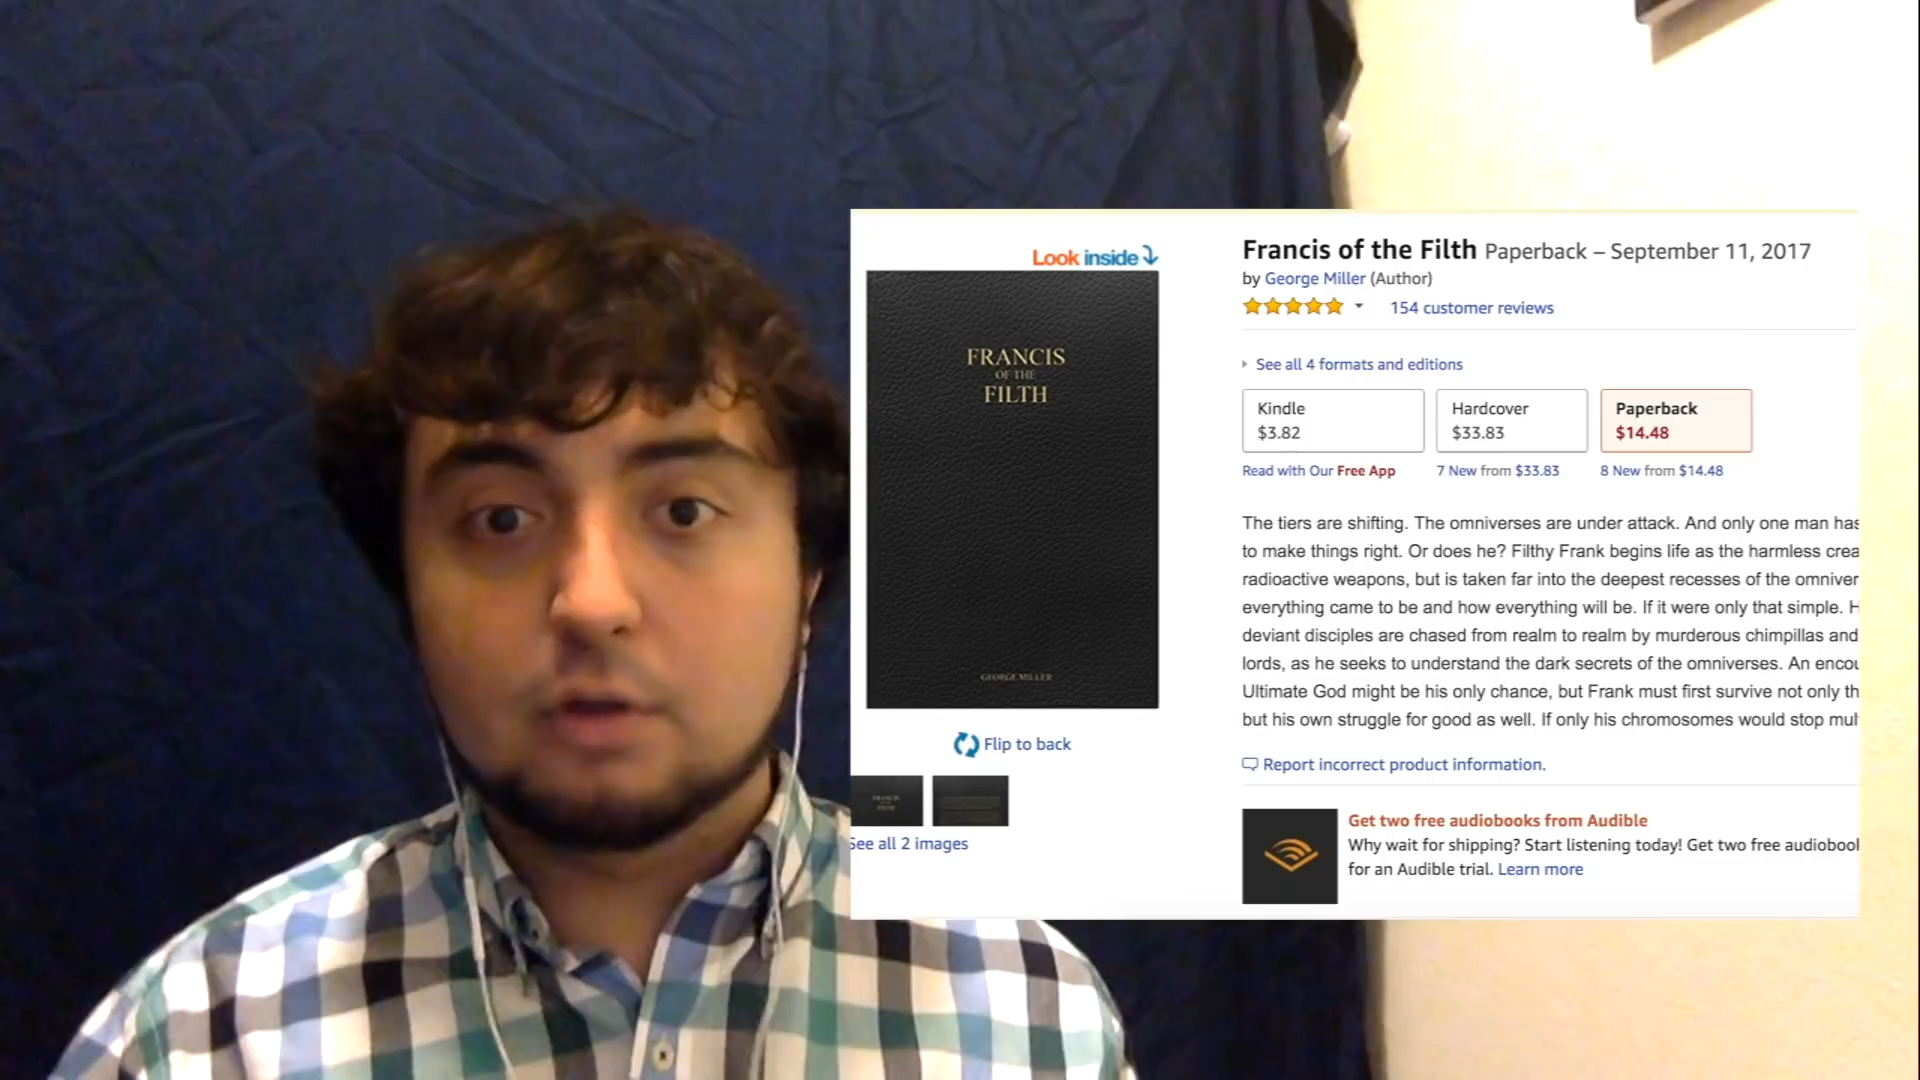 Look inside
FRANCIS
OF THE
FILTH
GEORGE MILLER
Flip to back
See all 2 images
Francis of the Filth Paperback – September 11, 2017
by George Miller (Author)
154 customer reviews
See all 4 formats and editions
Kindle
$3.82
Hardcover
$33.83
Paperback
$14.48
Read with Our Free App
7 New from $33.83
8 New from $14.48
The tiers are shifting. The omniverses are under attack. And only one man has
to make things right. Or does he? Filthy Frank begins life as the harmless crea
radioactive weapons, but is taken far into the deepest recesses of the omniver
everything came to be and how everything will be. If it were only that simple. H
deviant disciples are chased from realm to realm by murderous chimpillas and
lords, as he seeks to understand the dark secrets of the omniverses. An encou
Ultimate God might be his only chance, but Frank must first survive not only th
but his own struggle for good as well. If only his chromosomes would stop mul
Report incorrect product information.
Get two free audiobooks from Audible
Why wait for shipping? Start listening today! Get two free audiobool
for an Audible trial. Learn more